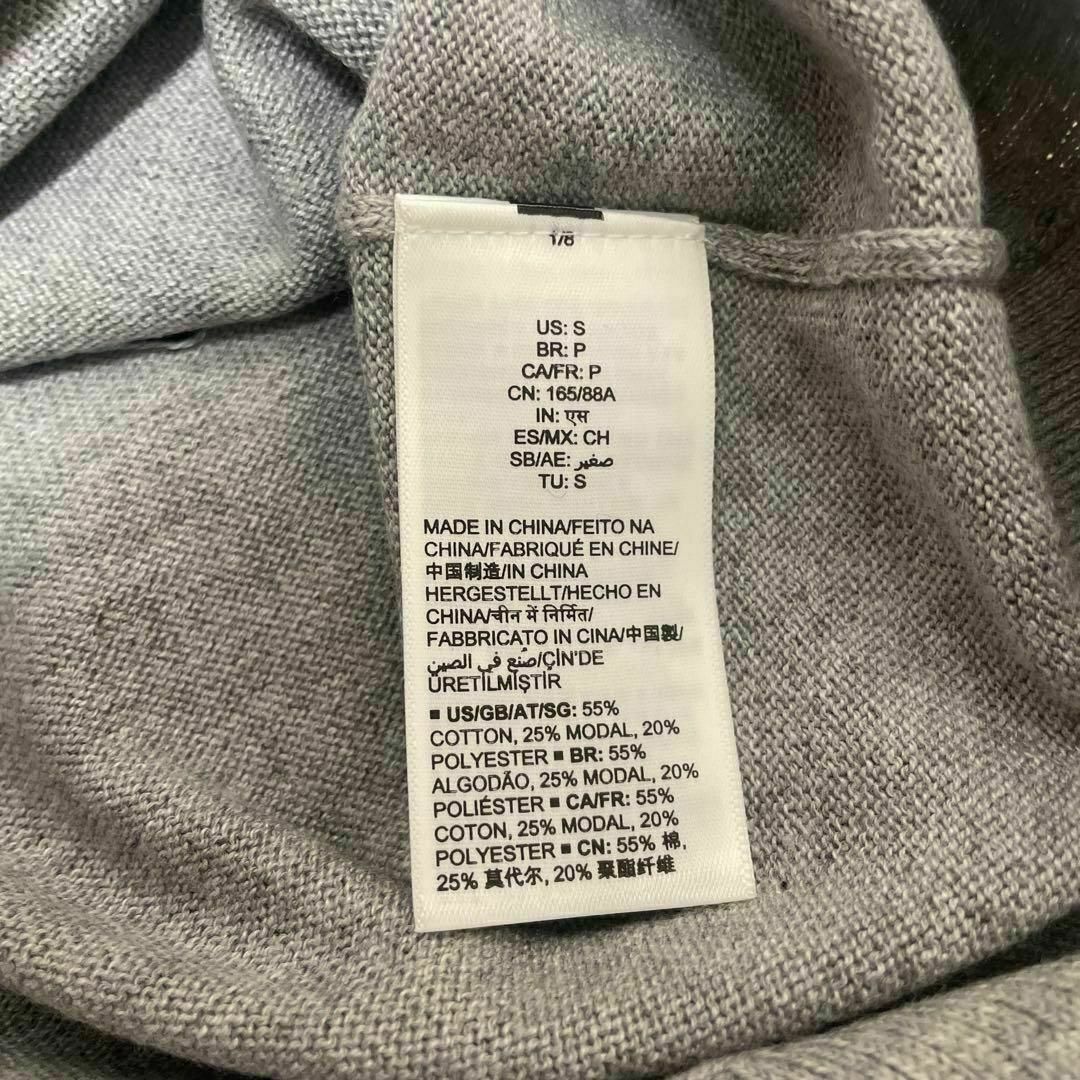 1/8
US: S
BR: P
CA/FR: P
CN: 165/88A
IN: एस
ES/MX: CH
SB/AE: صغير
TU: S
MADE IN CHINA/FEITO NA
CHINA/FABRIQUÉ EN CHINE/
中国制造/IN CHINA
HERGESTELLT/HECHO EN
CHINA/चीन में निर्मित/
FABBRICATO IN CINA/中国製/
صُنع في الصين/ÇİN'DE
ÜRETİLMİŞTİR
▪ US/GB/AT/SG: 55%
COTTON, 25% MODAL, 20%
POLYESTER ▪ BR: 55%
ALGODÃO, 25% MODAL, 20%
POLIÉSTER ▪ CA/FR: 55%
COTON, 25% MODAL, 20%
POLYESTER ▪ CN: 55% 棉,
25% 莫代尔, 20% 聚酯纤维